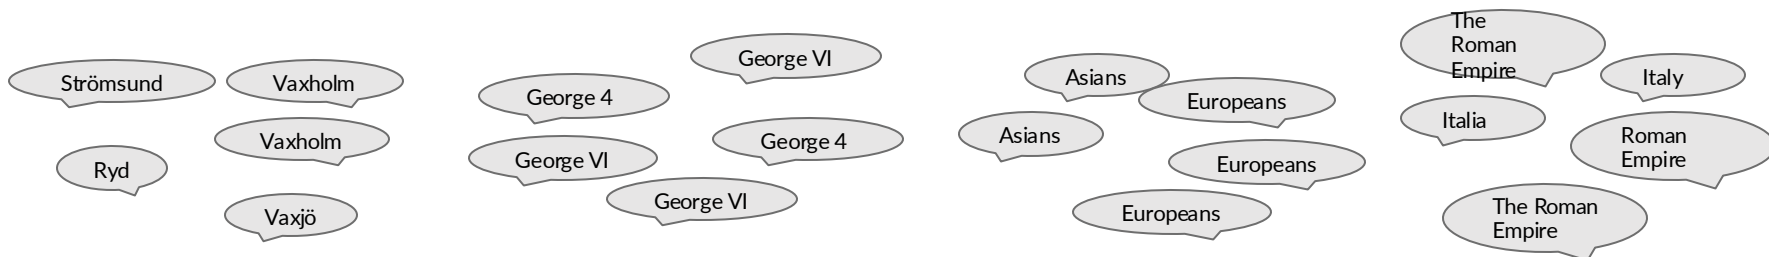 Strömsund
Vaxholm
Vaxholm
Ryd
Vaxjö
George VI
George 4
George 4
George VI
George VI
Asians
Europeans
Asians
Europeans
Europeans
The
Roman
Empire
Italy
Italia
Roman
Empire
The Roman
Empire